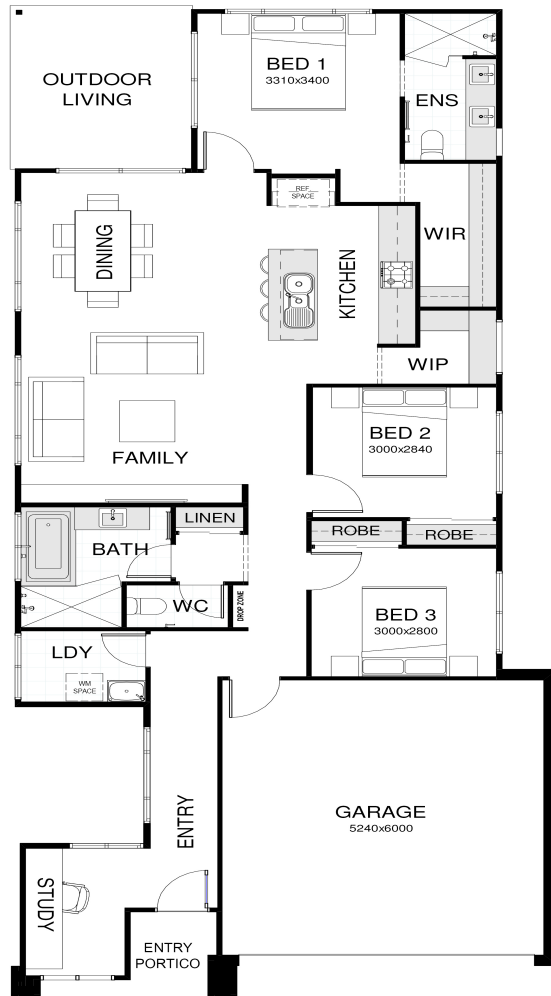 BED 1
3310x3400
OUTDOOR
LIVING
ENS
REF
SPACE
DINING
KITCHEN
WIR
WIP
BED 2
3000x2840
FAMILY
LINEN
ROBE
ROBE
BATH
WC
DROP ZONE
BED 3
3000x2800
LDY
WM
SPACE
ENTRY
GARAGE
5240x6000
STUDY
ENTRY
PORTICO